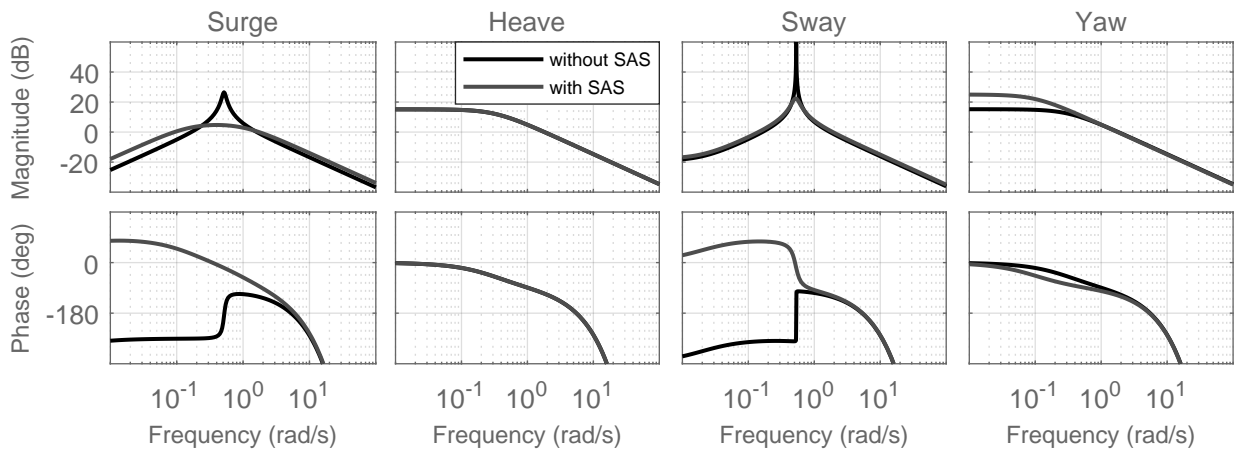 Surge
Heave
Sway
Yaw
Magnitude (dB)
40
20
0
-20
without SAS
with SAS
Phase (deg)
0
-180
10^-1 10^0 10^1
10^-1 10^0 10^1
10^-1 10^0 10^1
10^-1 10^0 10^1
Frequency (rad/s)
Frequency (rad/s)
Frequency (rad/s)
Frequency (rad/s)